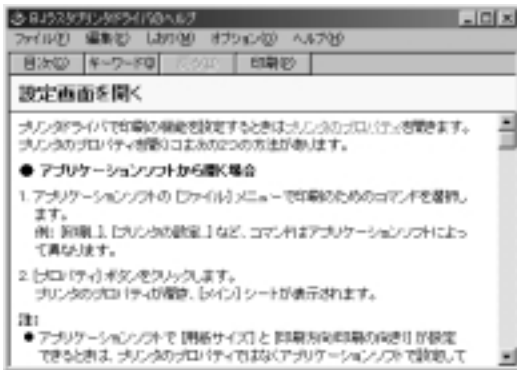 BJラスタプリンタドライバのヘルプ
ファイル(F) 編集(E) しおり(M) オプション(O) ヘルプ(H)
目次(C) キーワード(I) 印刷(P)
設定画面を開く
プリンタドライバで印刷の機能を設定するときはプリンタのプロパティを開きます。
プリンタのプロパティを開くには次の2つの方法があります。
● アプリケーションソフトから開く場合
1. アプリケーションソフトの [ファイル] メニューで印刷のためのコマンドを選択し
ます。
例: [印刷...]、[プリンタの設定...] など、コマンドはアプリケーションソフトによっ
て異なります。
2. [プロパティ] ボタンをクリックします。
プリンタのプロパティが開き、[メイン] シートが表示されます。
注:
● アプリケーションソフトで [用紙サイズ] と [印刷方向(印刷の向き)] が設定
できるときは、プリンタのプロパティではなくアプリケーションソフトで設定して